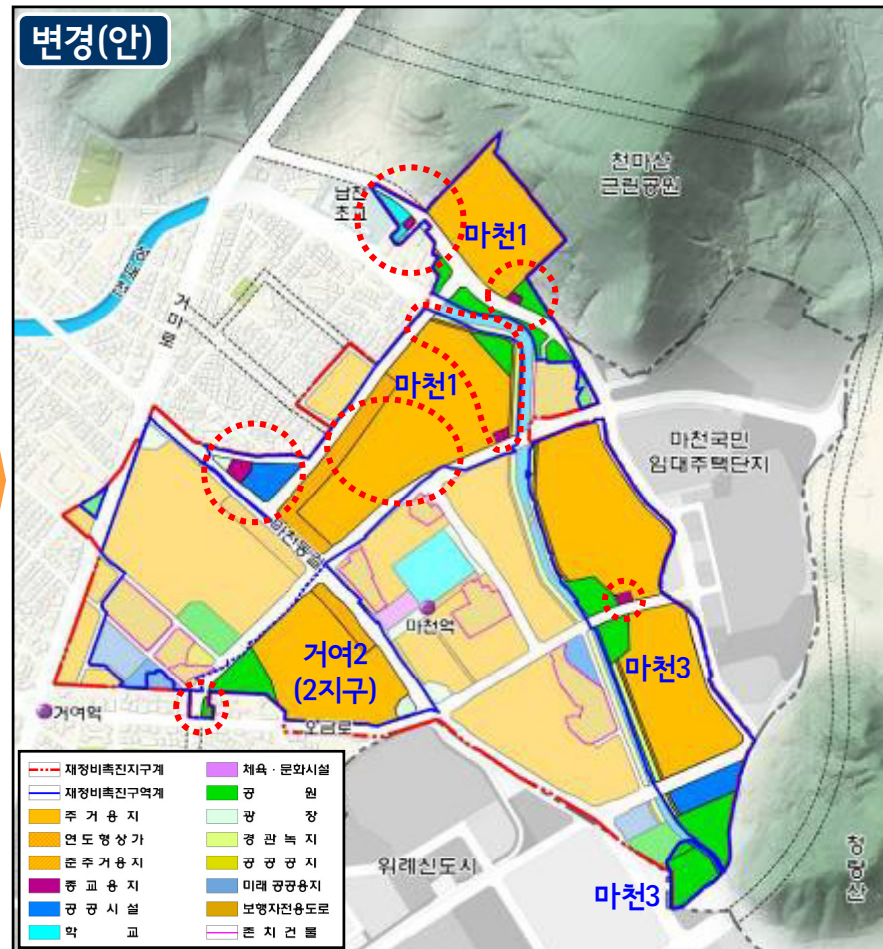 변경(안)
천마산
근린공원
남천
초교
마천1
성내천
거마로
마천1
마천국민
임대주택단지
마천동길
마천역
거여2
(2지구)
마천3
거여역
오금로
재정비촉진지구계
체육 · 문화시설
재정비촉진구역계
공 원
주 거 용 지
광 장
연 도 형 상 가
경 관 녹 지
준 주 거 용 지
공 공 공 지
종 교 용 지
미래 공공용지
공 공 시 설
보행자전용도로
학 교
존 치 건 물
위례신도시
마천3
청량산